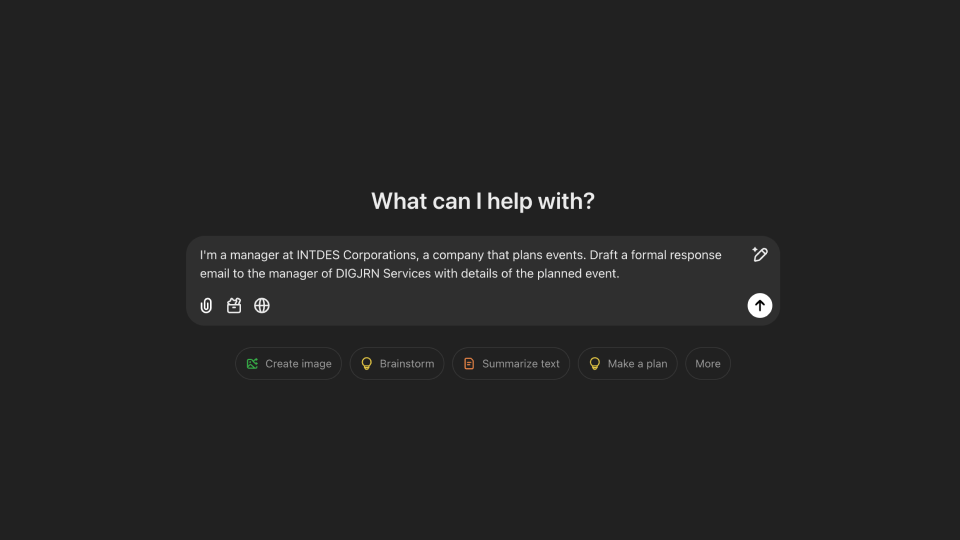 What can I help with?
I'm a manager at INTDES Corporations, a company that plans events. Draft a formal response
email to the manager of DIGJRN Services with details of the planned event.
Create image
Brainstorm
Summarize text
Make a plan
More